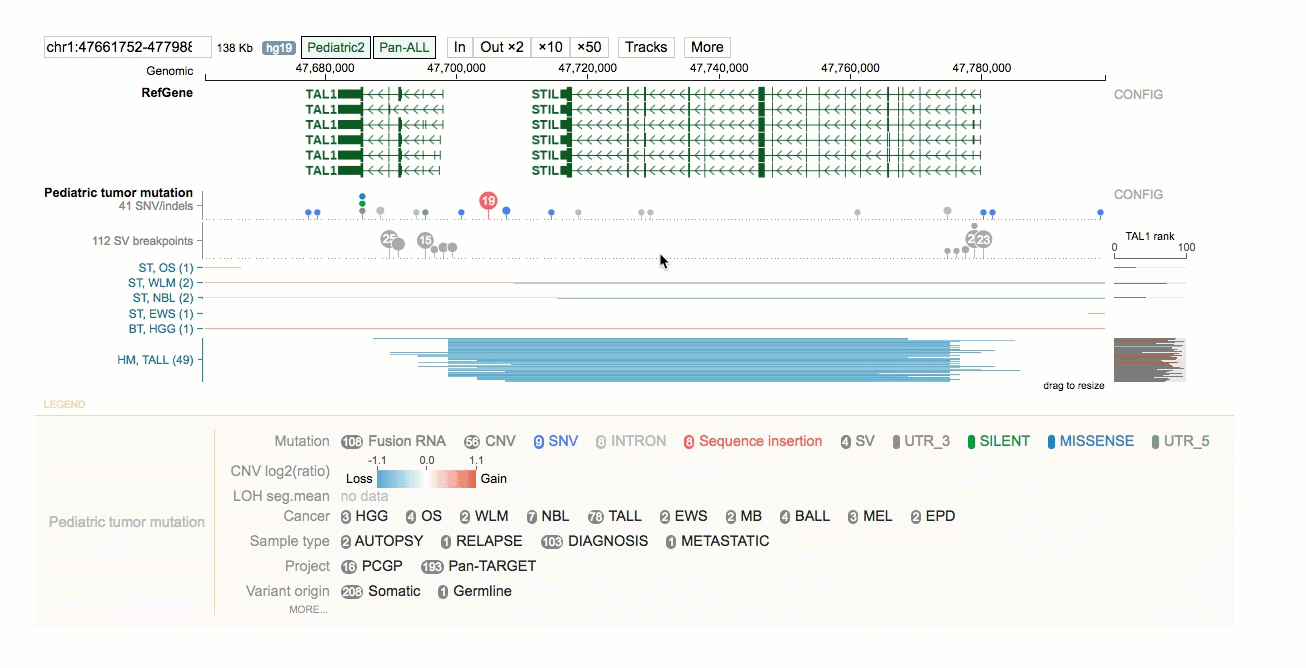 chr1:47661752-47798 138 Kb hg19 Pediatric2 Pan-ALL In Out ×2 ×10 ×50 Tracks More
Genomic 47,680,000 47,700,000 47,720,000 47,740,000 47,760,000 47,780,000
RefGene TAL1 STIL CONFIG
TAL1 STIL
TAL1 STIL
TAL1 STIL
TAL1 STIL
TAL1 STIL
Pediatric tumor mutation CONFIG
41 SNV/indels 19
112 SV breakpoints 25 15 23
TAL1 rank
0 100
ST, OS (1)
ST, WLM (2)
ST, NBL (2)
ST, EWS (1)
BT, HGG (1)
HM, TALL (49)
drag to resize
LEGEND
Pediatric tumor mutation
Mutation 108 Fusion RNA 56 CNV 9 SNV 8 INTRON 8 Sequence insertion 4 SV UTR_3 SILENT MISSENSE UTR_5
-1.1 0.0 1.1
CNV log2(ratio) Loss Gain
LOH seg.mean no data
Cancer 3 HGG 4 OS 2 WLM 7 NBL 78 TALL 2 EWS 2 MB 4 BALL 3 MEL 2 EPD
Sample type 2 AUTOPSY 1 RELAPSE 103 DIAGNOSIS 1 METASTATIC
Project 16 PCGP 193 Pan-TARGET
Variant origin 208 Somatic 1 Germline
MORE...